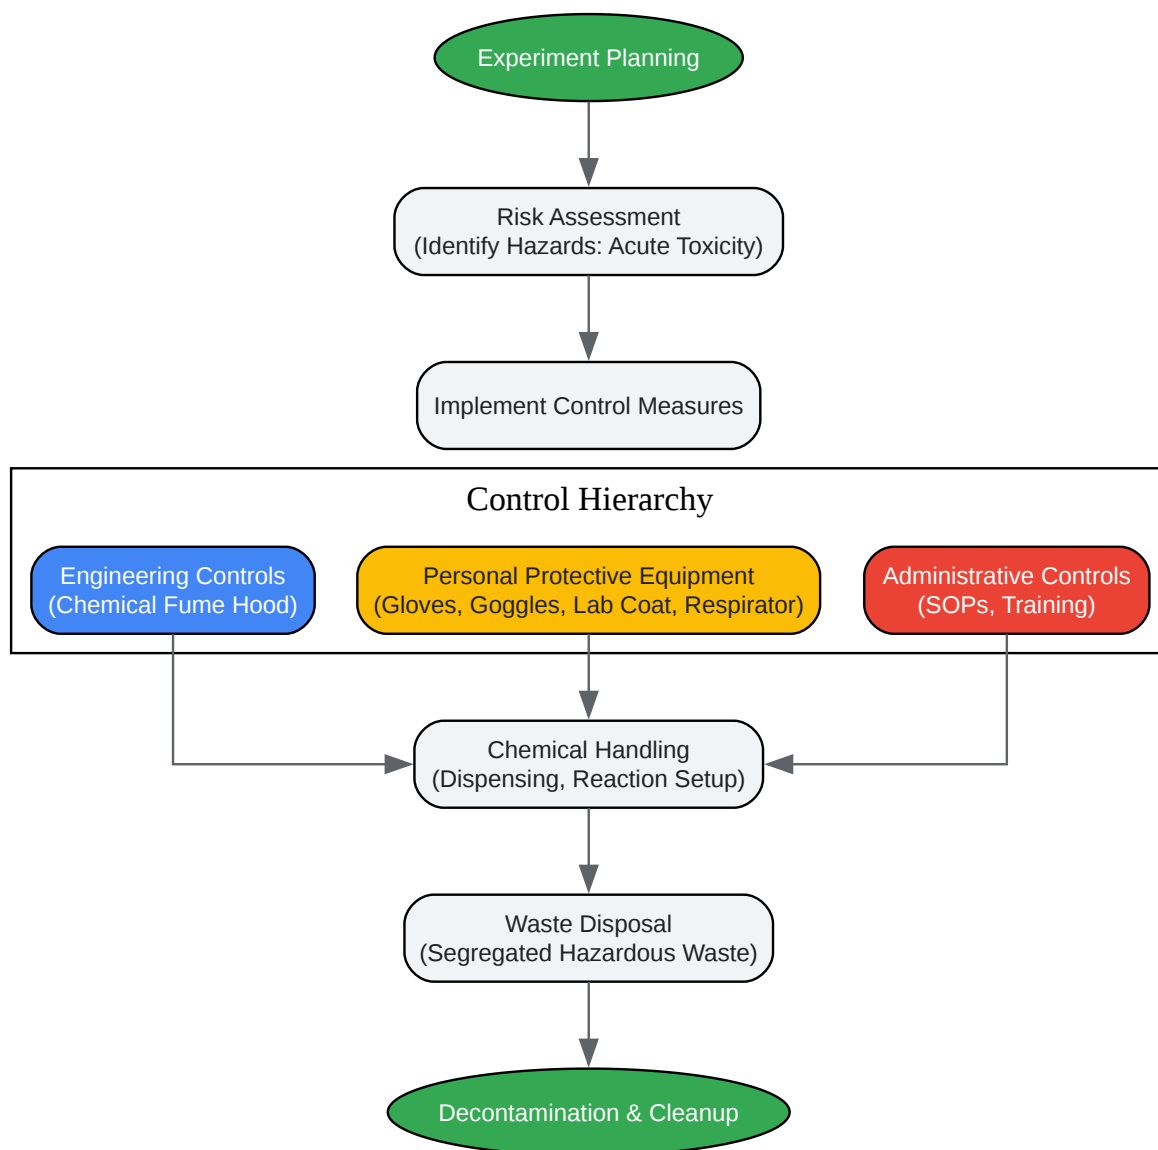 Experiment Planning
Risk Assessment
(Identify Hazards: Acute Toxicity)
Implement Control Measures
Control Hierarchy
Engineering Controls
(Chemical Fume Hood)
Personal Protective Equipment
(Gloves, Goggles, Lab Coat, Respirator)
Administrative Controls
(SOPs, Training)
Chemical Handling
(Dispensing, Reaction Setup)
Waste Disposal
(Segregated Hazardous Waste)
Decontamination & Cleanup